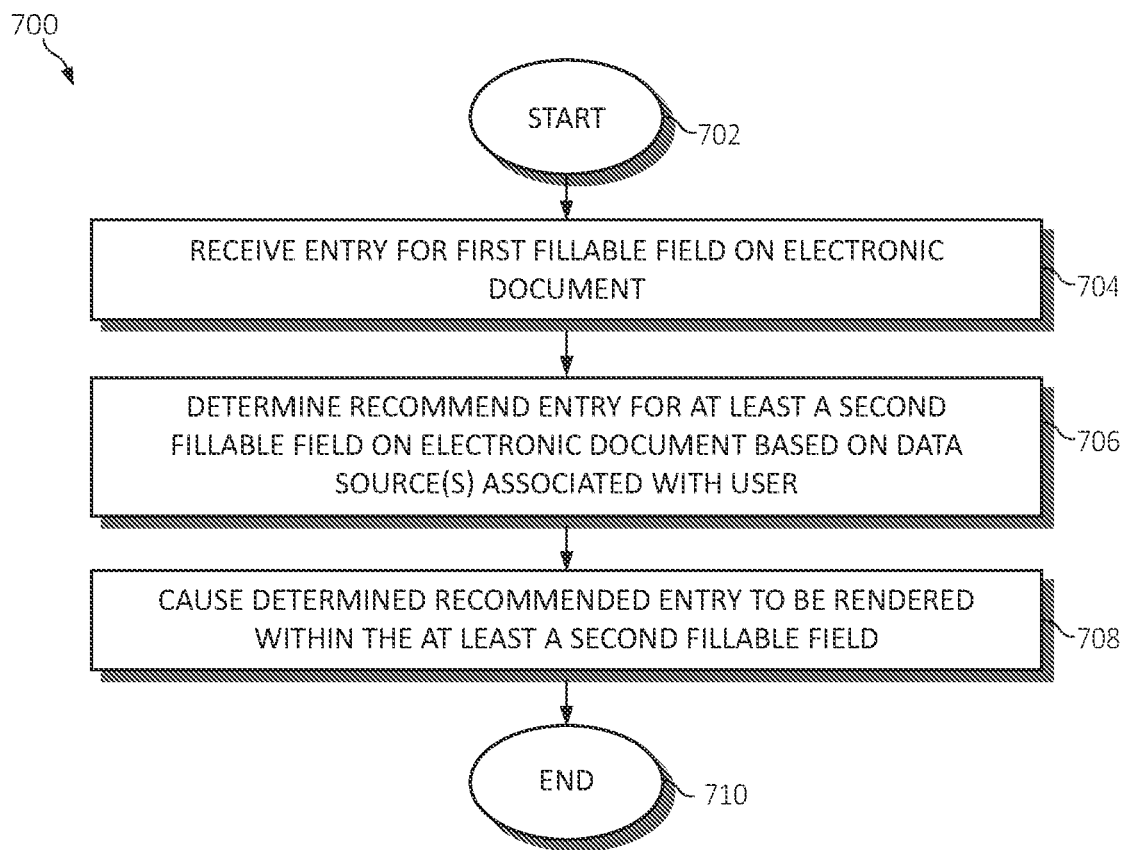 700
START
702
RECEIVE ENTRY FOR FIRST FILLABLE FIELD ON ELECTRONIC
DOCUMENT
704
DETERMINE RECOMMEND ENTRY FOR AT LEAST A SECOND
FILLABLE FIELD ON ELECTRONIC DOCUMENT BASED ON DATA
SOURCE(S) ASSOCIATED WITH USER
706
CAUSE DETERMINED RECOMMENDED ENTRY TO BE RENDERED
WITHIN THE AT LEAST A SECOND FILLABLE FIELD
708
END
710